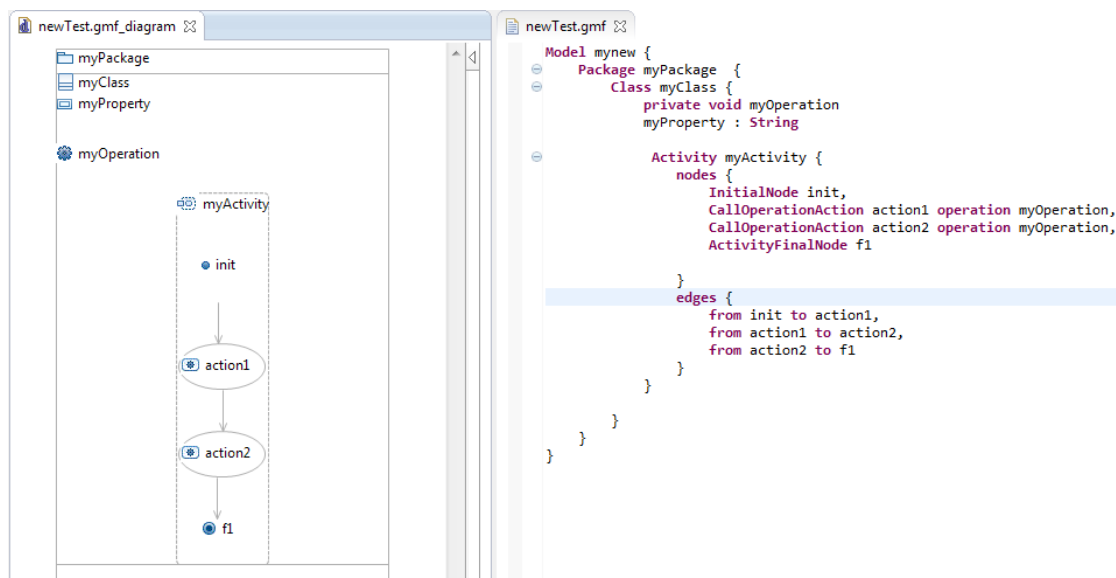 newTest.gmf_diagram
myPackage
myClass
myProperty
myOperation
myActivity
init
action1
action2
f1
newTest.gmf
Model mynew {
Package myPackage {
Class myClass {
private void myOperation
myProperty : String
Activity myActivity {
nodes {
InitialNode init,
CallOperationAction action1 operation myOperation,
CallOperationAction action2 operation myOperation,
ActivityFinalNode f1
}
edges {
from init to action1,
from action1 to action2,
from action2 to f1
}
}
}
}
}